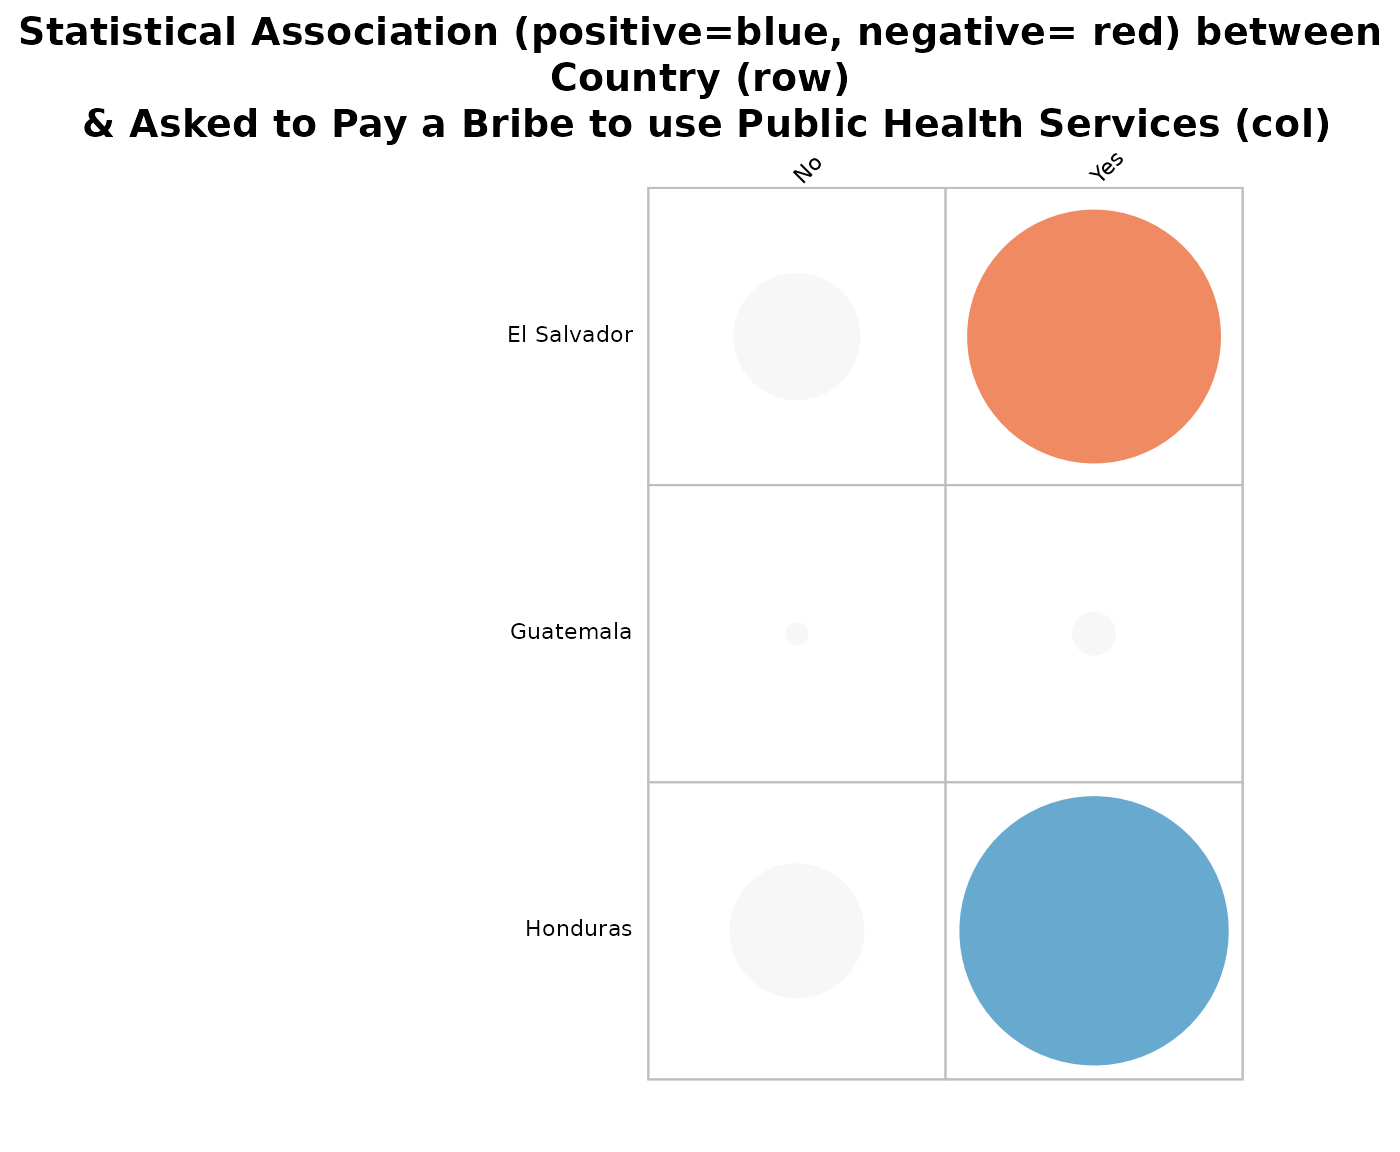 Statistical Association (positive=blue, negative= red) between
Country (row)
& Asked to Pay a Bribe to use Public Health Services (col)
No
Yes
El Salvador
Guatemala
Honduras